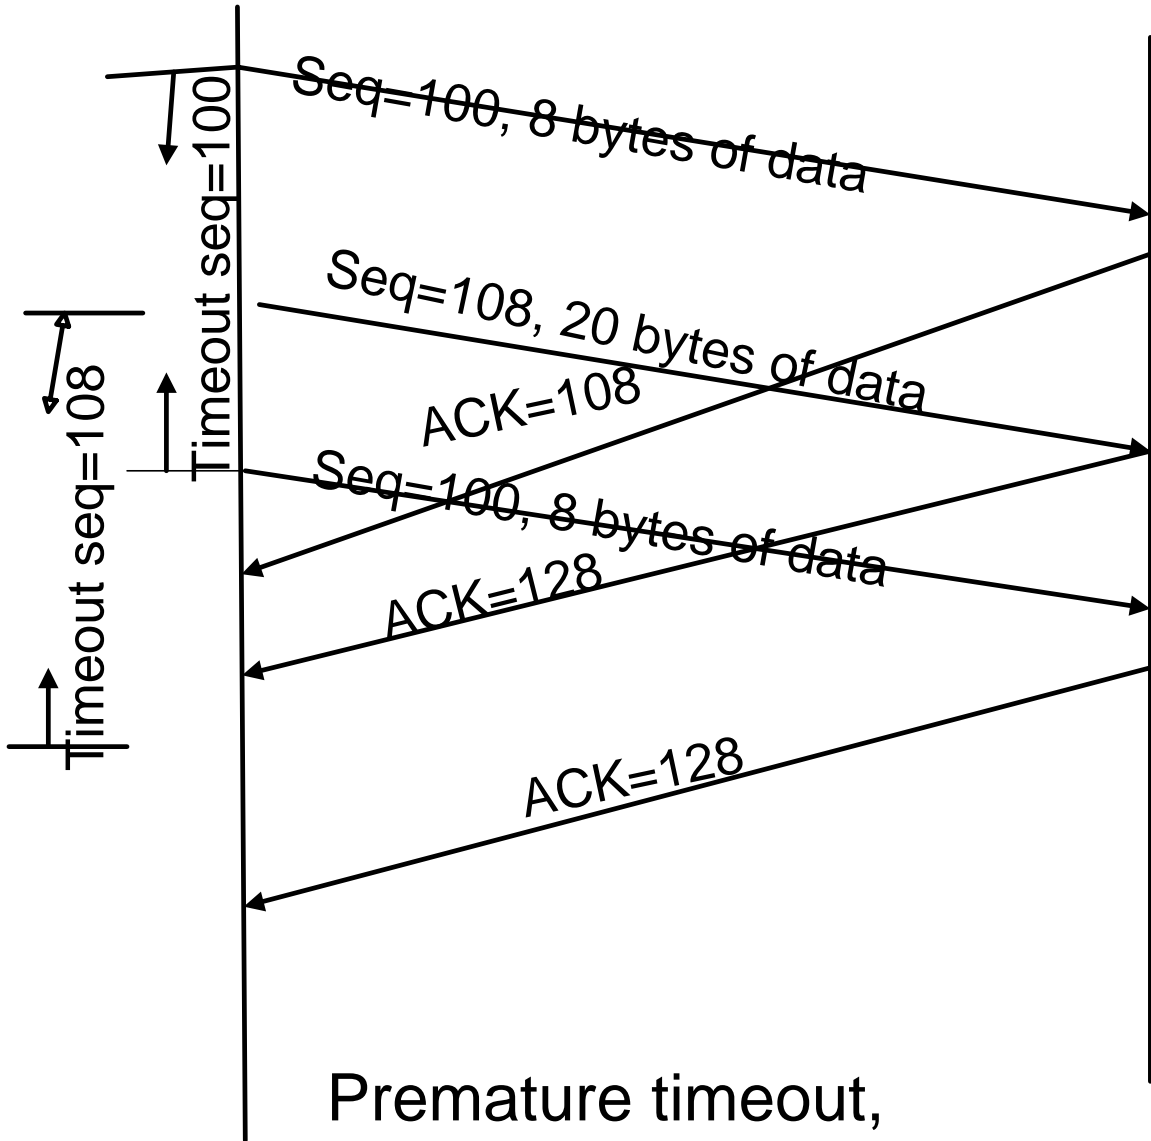 Seq=100, 8 bytes of data
Timeout seq=100
Seq=108, 20 bytes of data
ACK=108
Timeout seq=108
Seq=100, 8 bytes of data
ACK=128
ACK=128
Premature timeout,